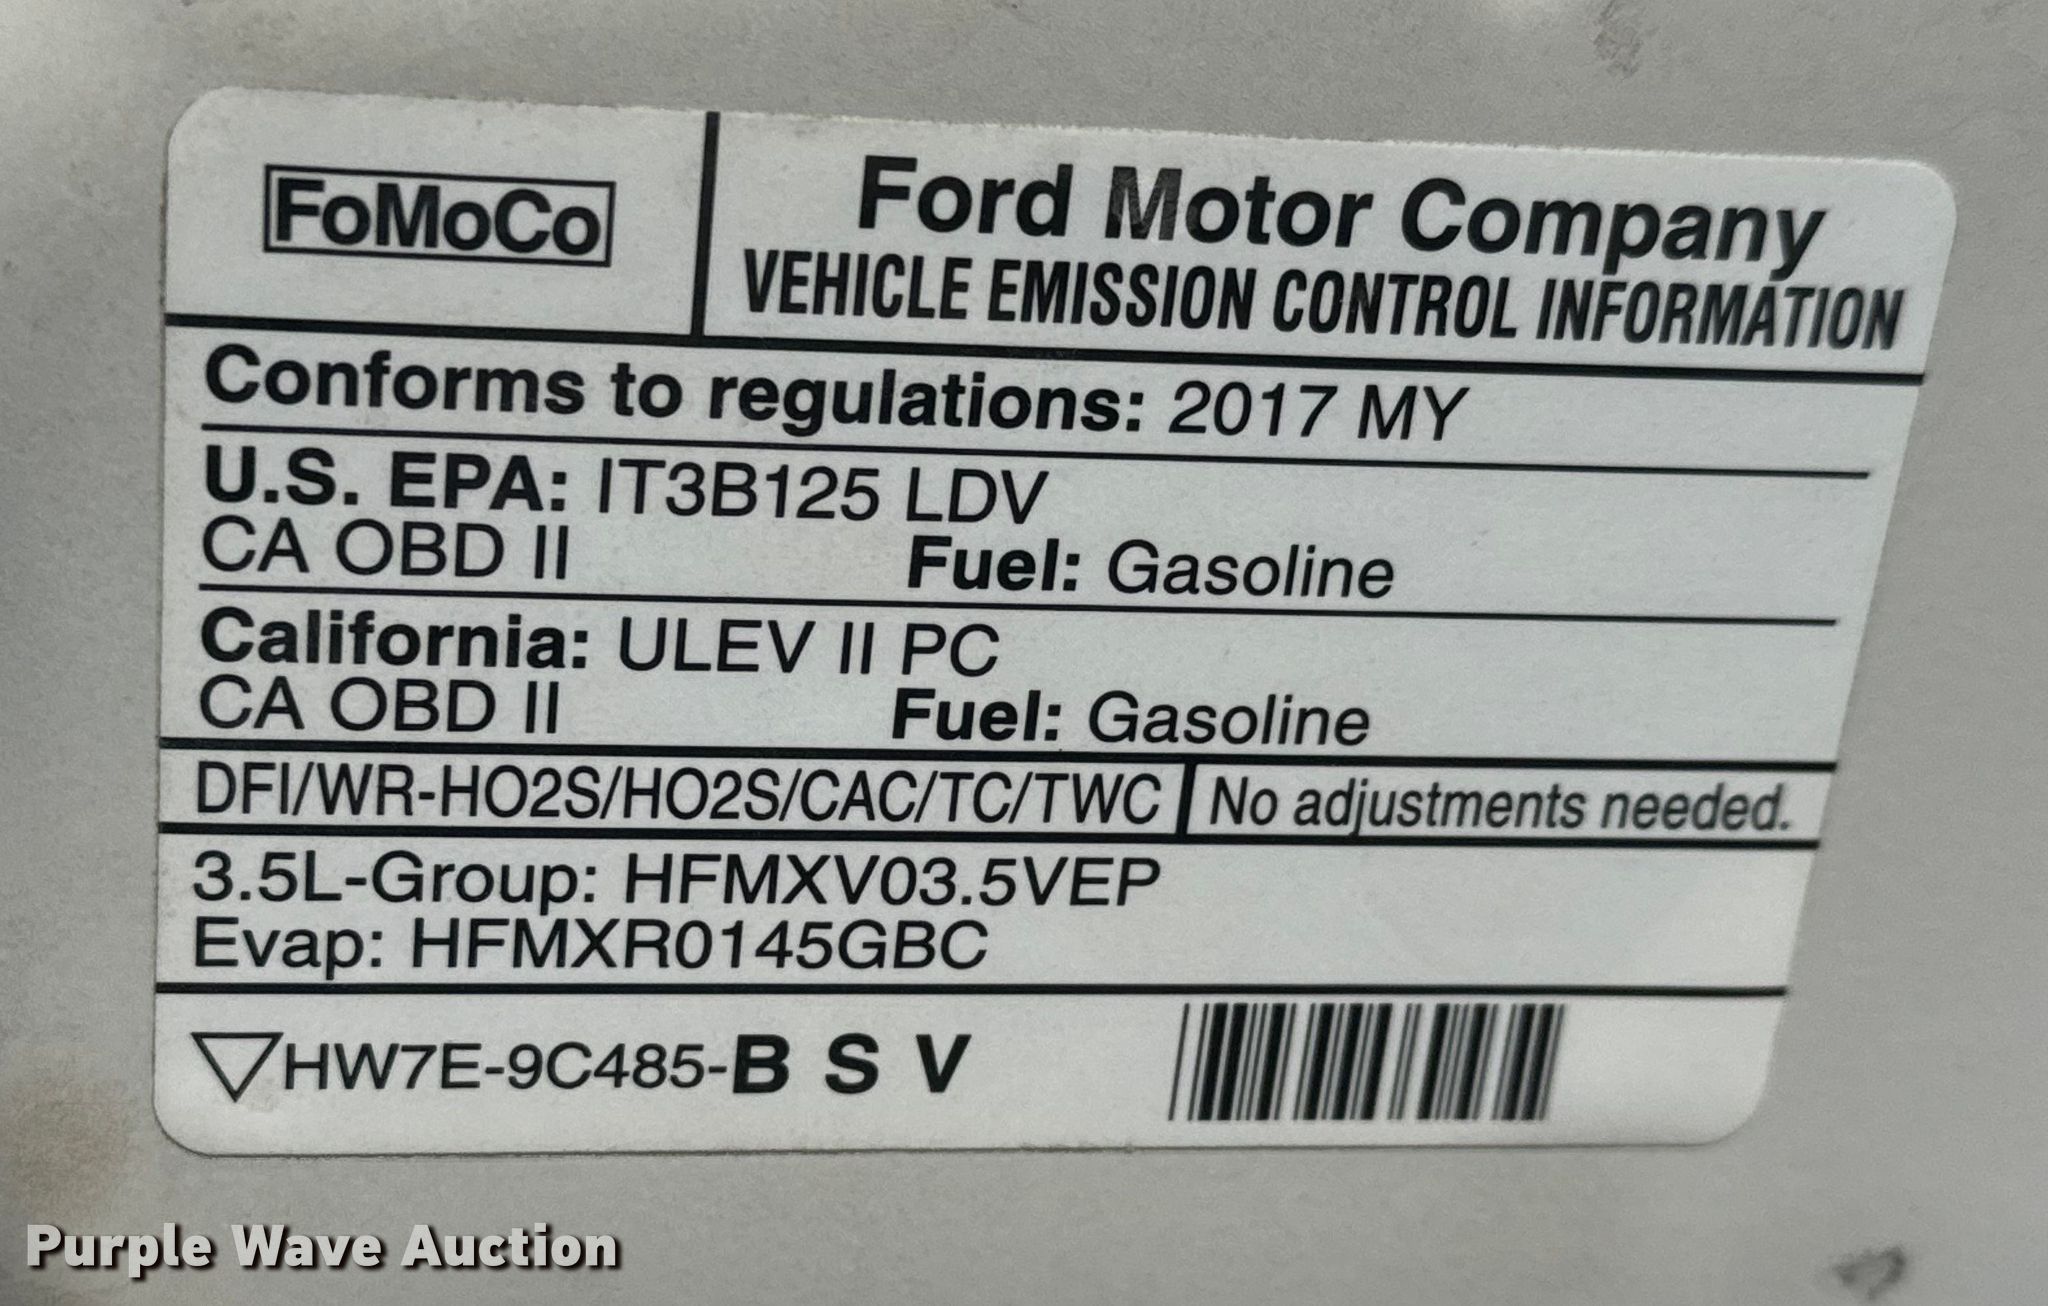 FoMoCo
Ford Motor Company
VEHICLE EMISSION CONTROL INFORMATION
Conforms to regulations: 2017 MY
U.S. EPA: IT3B125 LDV
CA OBD II Fuel: Gasoline
California: ULEV II PC
CA OBD II Fuel: Gasoline
DFI/WR-HO2S/HO2S/CAC/TC/TWC No adjustments needed.
3.5L-Group: HFMXV03.5VEP
Evap: HFMXR0145GBC
HW7E-9C485-B S V
Purple Wave Auction